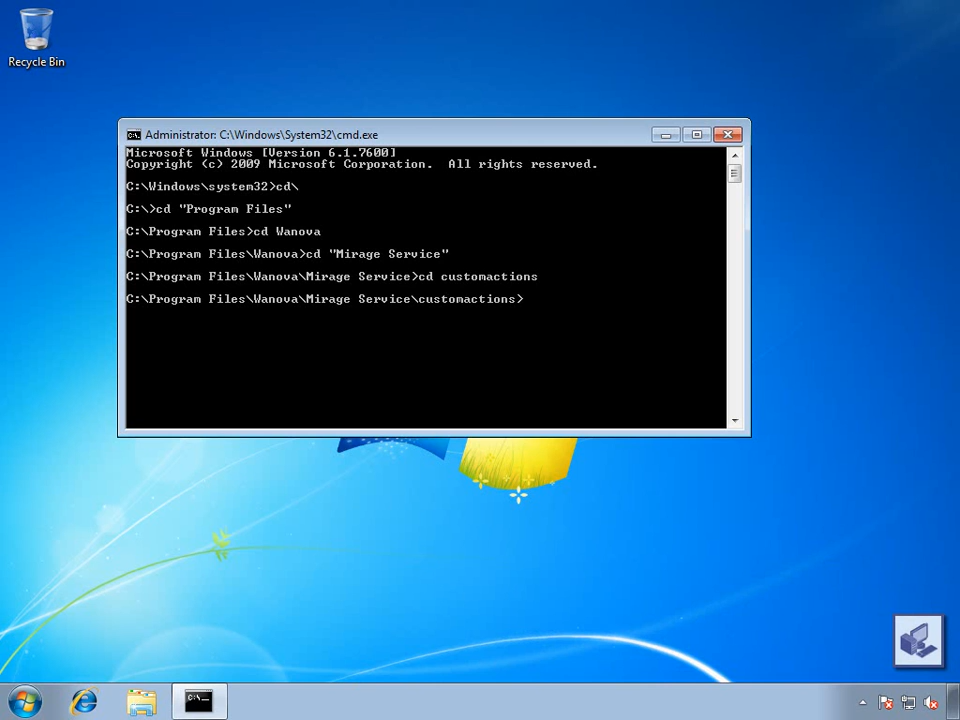 Recycle Bin
Administrator: C:\Windows\System32\cmd.exe
Microsoft Windows [Version 6.1.7600]
Copyright (c) 2009 Microsoft Corporation.  All rights reserved.
C:\Windows\system32>cd\
C:\>cd "Program Files"
C:\Program Files>cd Wanova
C:\Program Files\Wanova>cd "Mirage Service"
C:\Program Files\Wanova\Mirage Service>cd customactions
C:\Program Files\Wanova\Mirage Service\customactions>